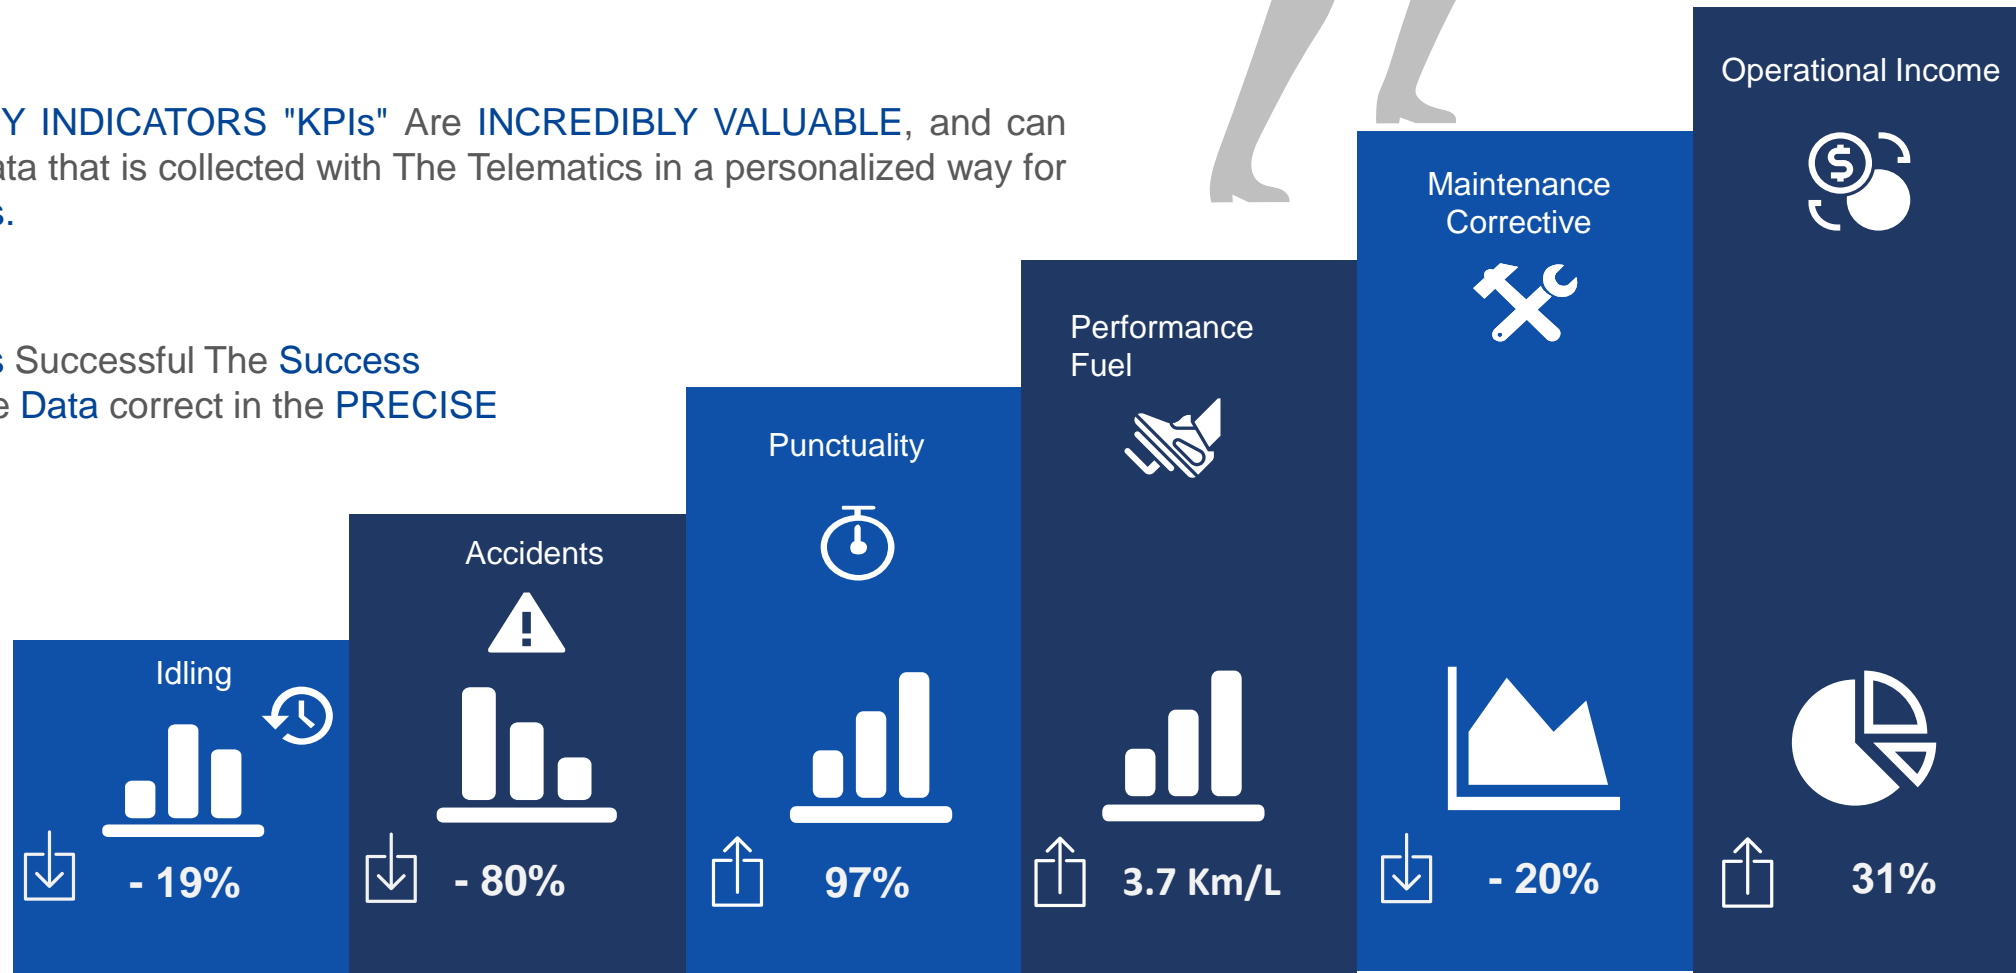 Y INDICATORS "KPIs" Are INCREDIBLY VALUABLE, and can
ata that is collected with The Telematics in a personalized way for
s.
s Successful The Success
e Data correct in the PRECISE
Idling
- 19%
Accidents
- 80%
Punctuality
97%
Performance
Fuel
3.7 Km/L
Maintenance
Corrective
- 20%
Operational Income
$
31%